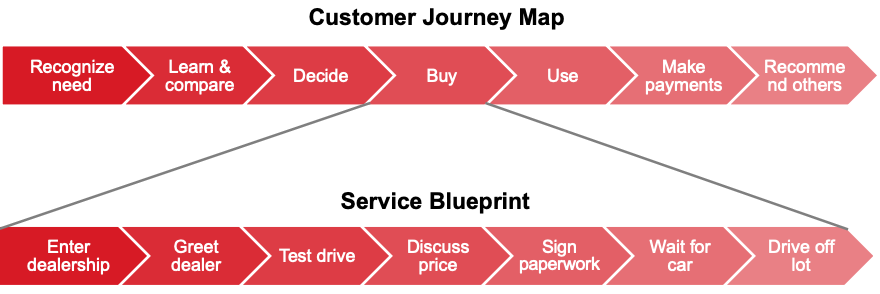 Customer Journey Map
Recognize
need
Learn &
compare
Decide
Buy
Use
Make
payments
Recomme
nd others
Service Blueprint
Enter
dealership
Greet
dealer
Test drive
Discuss
price
Sign
paperwork
Wait for
car
Drive off
lot